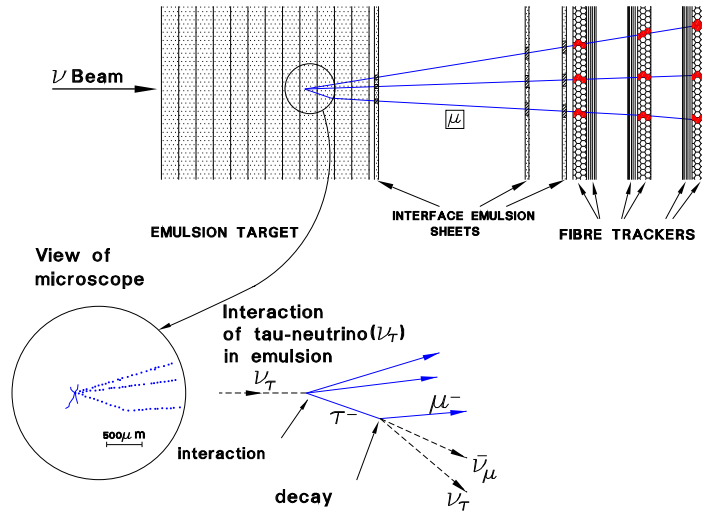 ν Beam
μ
EMULSION TARGET
INTERFACE EMULSION
SHEETS
FIBRE TRACKERS
View of
microscope
500μ m
Interaction
of tau-neutrino(ντ)
in emulsion
ντ
τ−
μ−
interaction
decay
ν̄μ
ντ